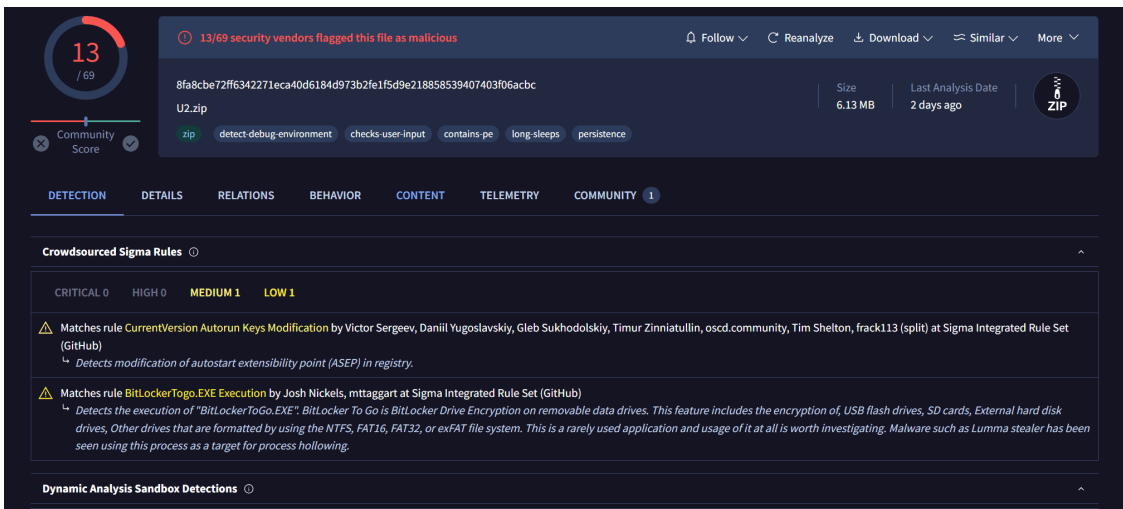 13
/ 69
Community
Score
13/69 security vendors flagged this file as malicious
Follow
Reanalyze
Download
Similar
More
8fa8cbe72ff6342271eca40d6184d973b2fe1f5d9e218858539407403f06acbc
U2.zip
Size
6.13 MB
Last Analysis Date
2 days ago
ZIP
zip
detect-debug-environment
checks-user-input
contains-pe
long-sleeps
persistence
DETECTION
DETAILS
RELATIONS
BEHAVIOR
CONTENT
TELEMETRY
COMMUNITY 1
Crowdsourced Sigma Rules
CRITICAL 0
HIGH 0
MEDIUM 1
LOW 1
Matches rule CurrentVersion Autorun Keys Modification by Victor Sergeev, Daniil Yugoslavskiy, Gleb Sukhodolskiy, Timur Zinniatullin, oscd.community, Tim Shelton, frack113 (split) at Sigma Integrated Rule Set
(GitHub)
Detects modification of autostart extensibility point (ASEP) in registry.
Matches rule BitLockerTogo.EXE Execution by Josh Nickels, mttaggart at Sigma Integrated Rule Set (GitHub)
Detects the execution of "BitLockerToGo.EXE". BitLocker To Go is BitLocker Drive Encryption on removable data drives. This feature includes the encryption of, USB flash drives, SD cards, External hard disk
drives, Other drives that are formatted by using the NTFS, FAT16, FAT32, or exFAT file system. This is a rarely used application and usage of it at all is worth investigating. Malware such as Lumma stealer has been
seen using this process as a target for process hollowing.
Dynamic Analysis Sandbox Detections